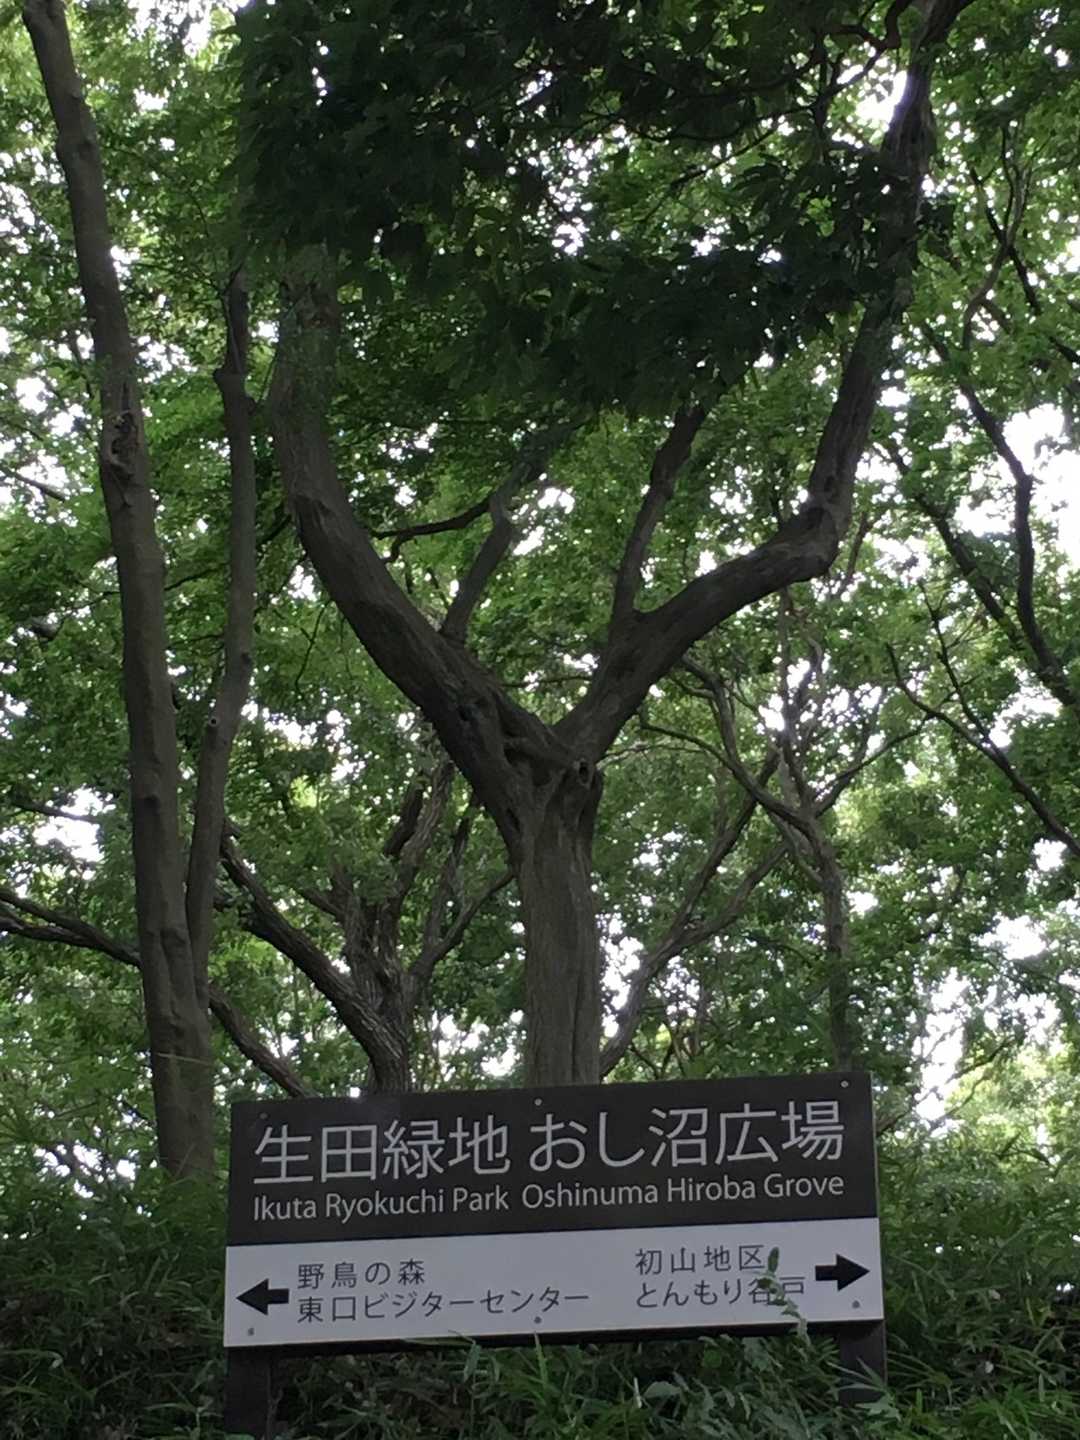 生田緑地 おし沼広場
Ikuta Ryokuchi Park Oshinuma Hiroba Grove
野鳥の森
東口ビジターセンター
初山地区
とんもり谷戸